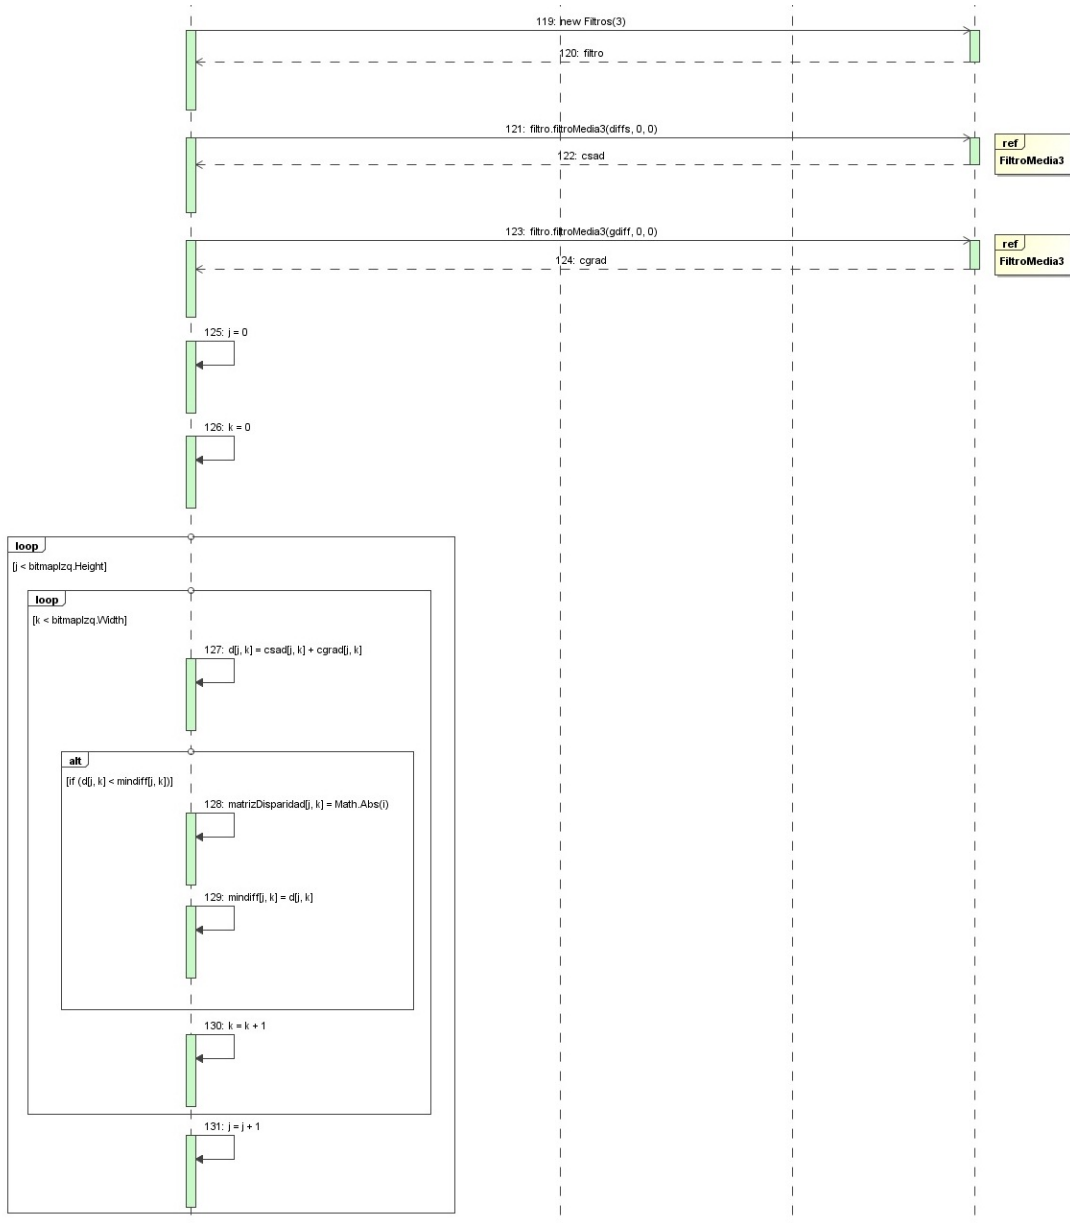 119: new Filtros(3)
120: filtro
121: filtro.filtroMedia3(diffs, 0, 0)
ref
FiltroMedia3
122: csad
123: filtro.filtroMedia3(gdiff, 0, 0)
ref
FiltroMedia3
124: cgrad
125: j = 0
126: k = 0
loop
[j < bitmapIzq.Height]
loop
[k < bitmapIzq.Width]
127: d[j, k] = csad[j, k] + cgrad[j, k]
alt
[if (d[j, k] < mindiff[j, k])]
128: matrizDisparidad[j, k] = Math.Abs(i)
129: mindiff[j, k] = d[j, k]
130: k = k + 1
131: j = j + 1